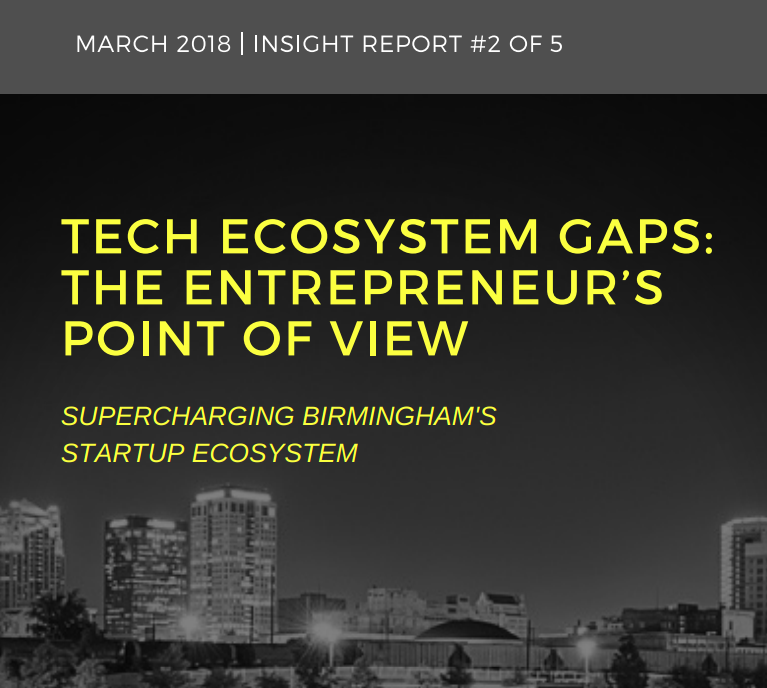 MARCH 2018 | INSIGHT REPORT #2 OF 5
TECH ECOSYSTEM GAPS:
THE ENTREPRENEUR’S
POINT OF VIEW
SUPERCHARGING BIRMINGHAM'S
STARTUP ECOSYSTEM